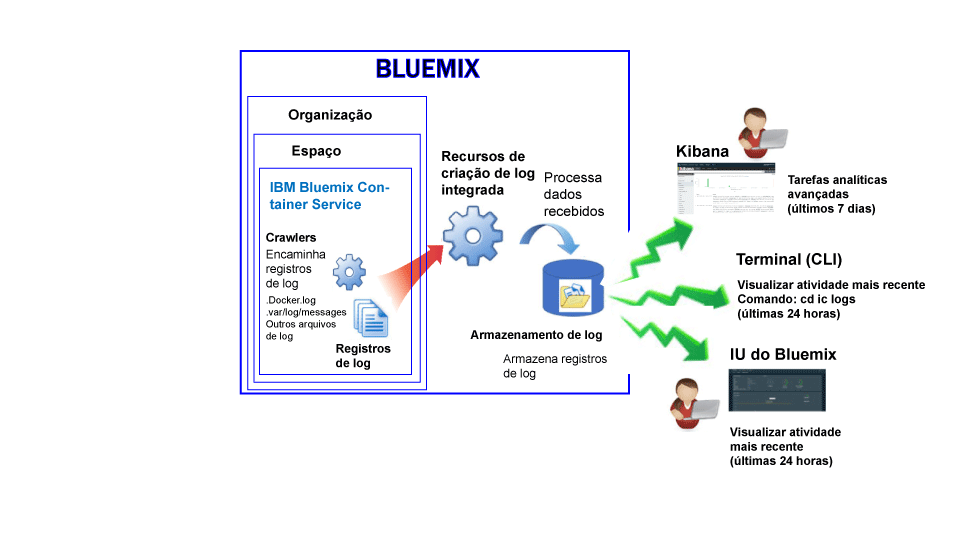 BLUEMIX
Organização
Espaço
IBM Bluemix Con-
tainer Service
Crawlers
Encaminha
registros
de log
.Docker.log
.var/log/messages
Outros arquivos
de log
Registros
de log
Recursos de
criação de log
integrada
Processa
dados
recebidos
Armazenamento de log
Armazena registros
de log
Kibana
Tarefas analíticas
avançadas
(últimos 7 dias)
Terminal (CLI)
Visualizar atividade mais recente
Comando: cd ic logs
(últimas 24 horas)
IU do Bluemix
Visualizar atividade
mais recente
(últimas 24 horas)